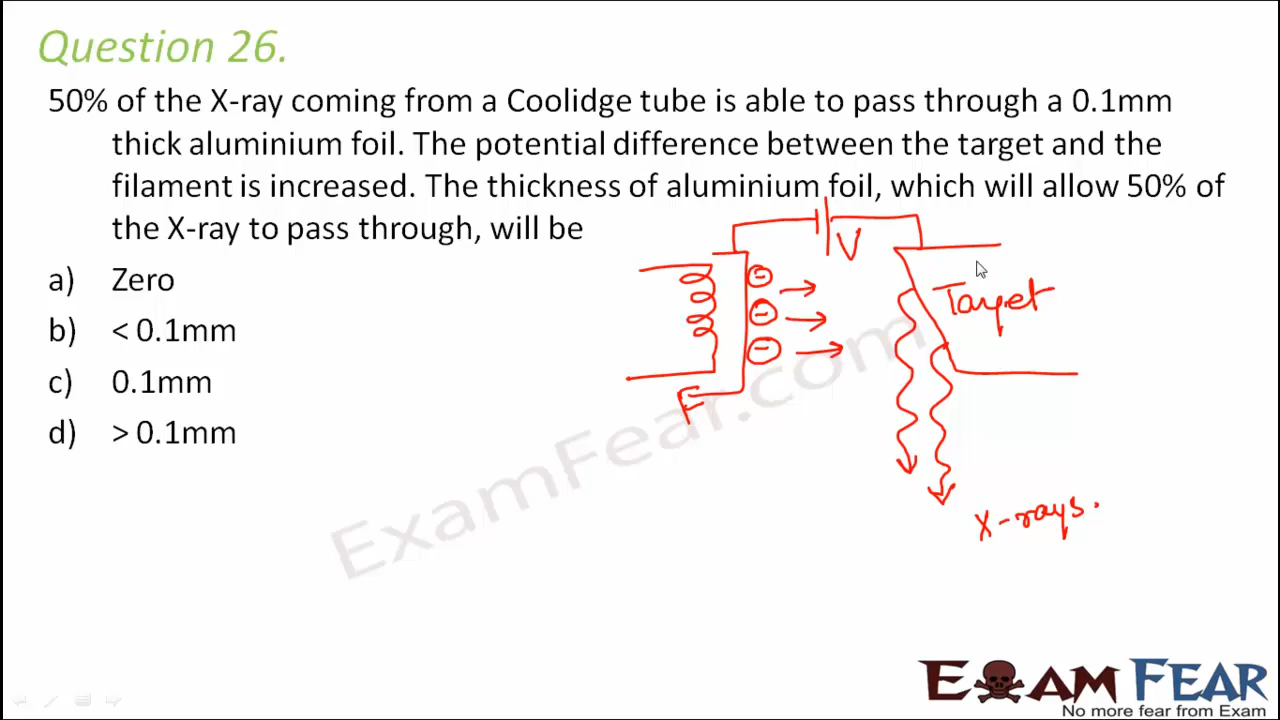 Question 26.
50% of the X-ray coming from a Coolidge tube is able to pass through a 0.1mm
thick aluminium foil. The potential difference between the target and the
filament is increased. The thickness of aluminium foil, which will allow 50% of
the X-ray to pass through, will be
a) Zero
b) < 0.1mm
c) 0.1mm
d) > 0.1mm
V
Target
F
X-rays.
ExamFear.com
EXAMFEAR
No more fear from Exam